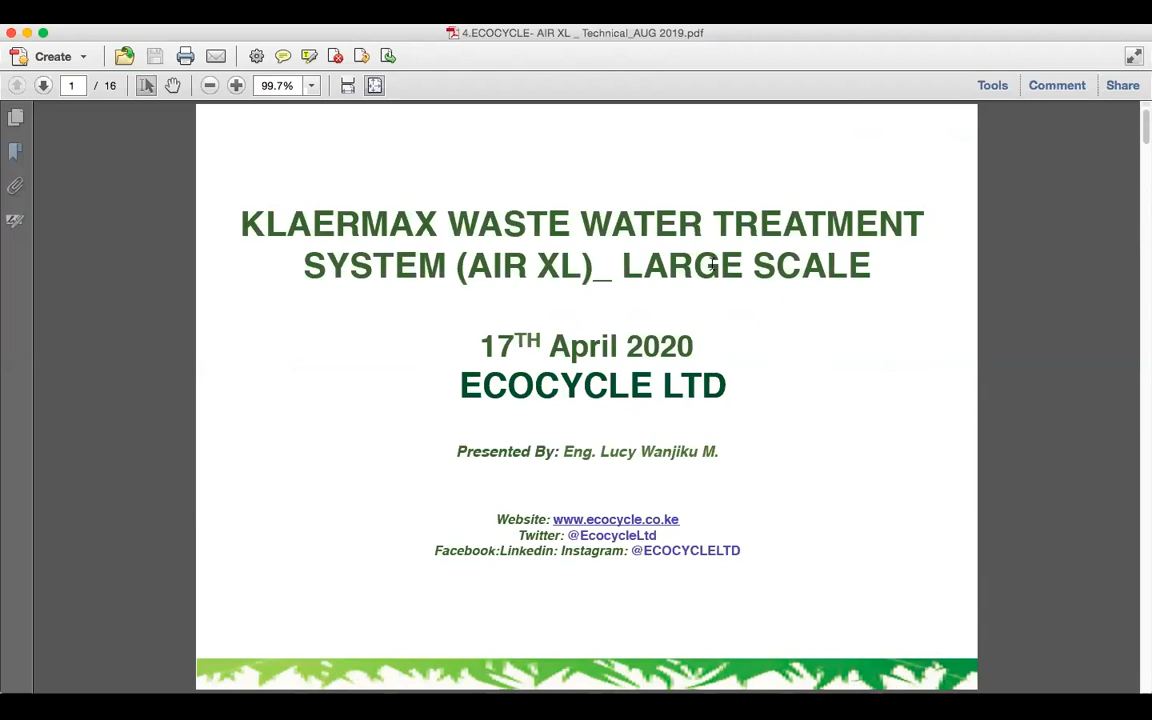 4.ECOCYCLE- AIR XL _ Technical_AUG 2019.pdf
Create
1 / 16
99.7%
Tools
Comment
Share
KLAERMAX WASTE WATER TREATMENT
SYSTEM (AIR XL)_ LARGE SCALE
17TH April 2020
ECOCYCLE LTD
Presented By: Eng. Lucy Wanjiku M.
Website: www.ecocycle.co.ke
Twitter: @EcocycleLtd
Facebook:Linkedin: Instagram: @ECOCYCLELTD